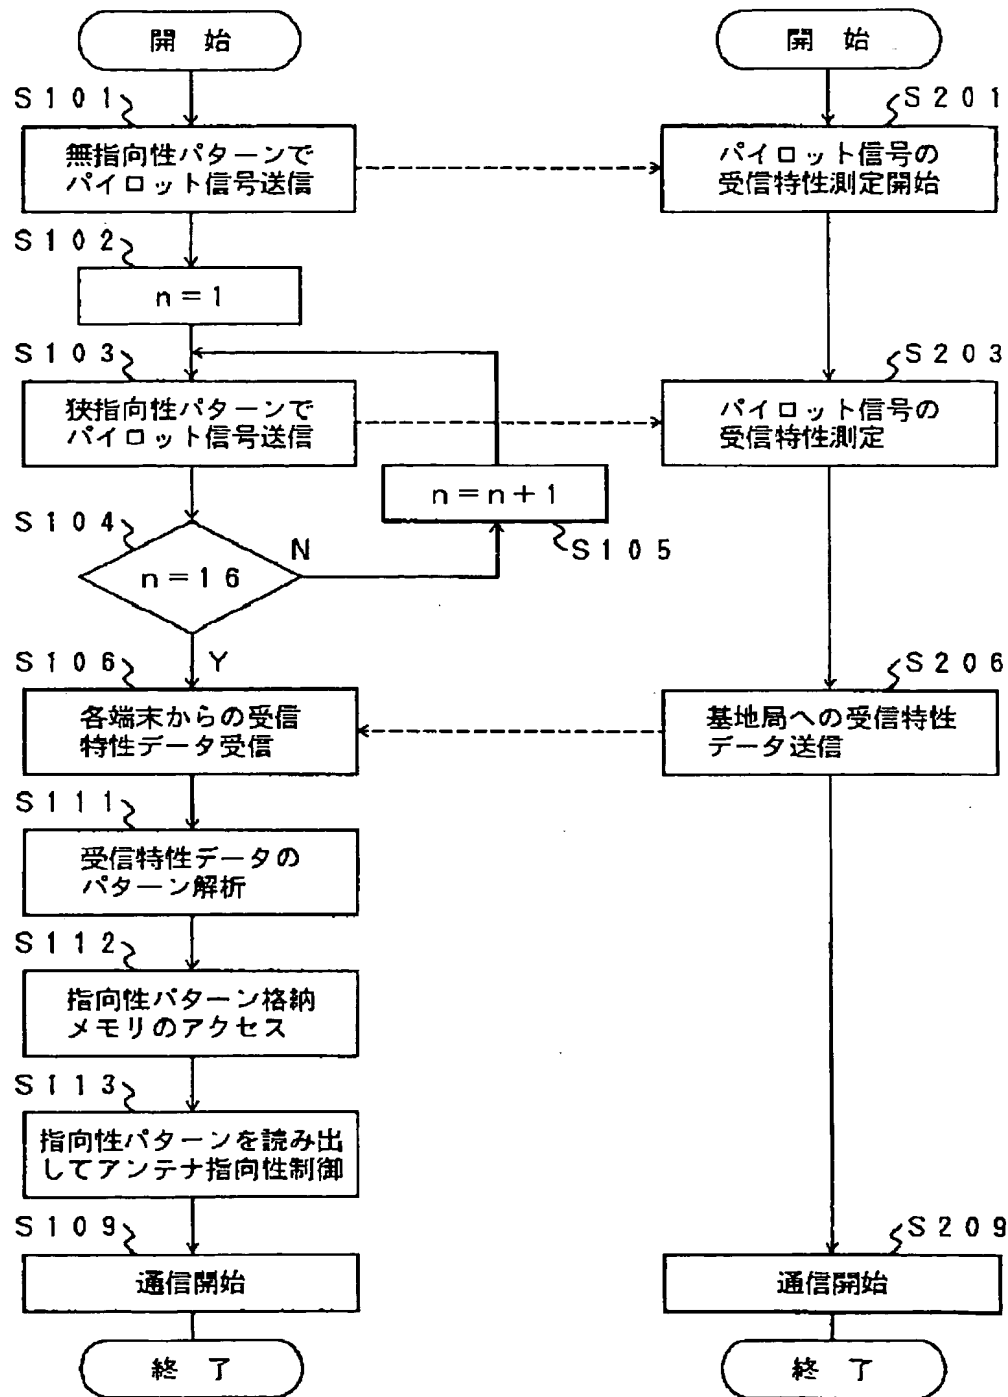 開 始
S101
無指向性パターンで
パイロット信号送信
S102
n=1
S103
狭指向性パターンで
パイロット信号送信
n=n+1
S105
S104
n=16
N
Y
S106
各端末からの受信
特性データ受信
S111
受信特性データの
パターン解析
S112
指向性パターン格納
メモリのアクセス
S113
指向性パターンを読み出
してアンテナ指向性制御
S109
通信開始
終 了
開 始
S201
パイロット信号の
受信特性測定開始
S203
パイロット信号の
受信特性測定
S206
基地局への受信特性
データ送信
S209
通信開始
終 了